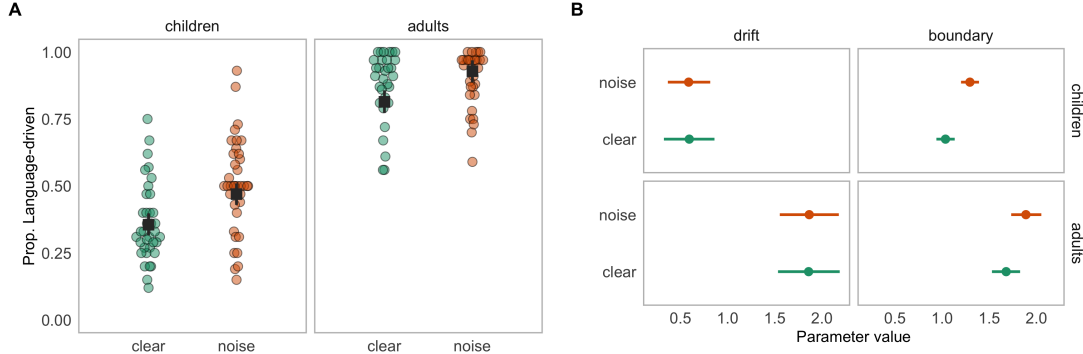 A
children
adults
Prop. Language-driven
1.00
0.75
0.50
0.25
0.00
clear
noise
clear
noise
B
drift
boundary
noise
clear
children
noise
clear
adults
0.5 1.0 1.5 2.0
0.5 1.0 1.5 2.0
Parameter value